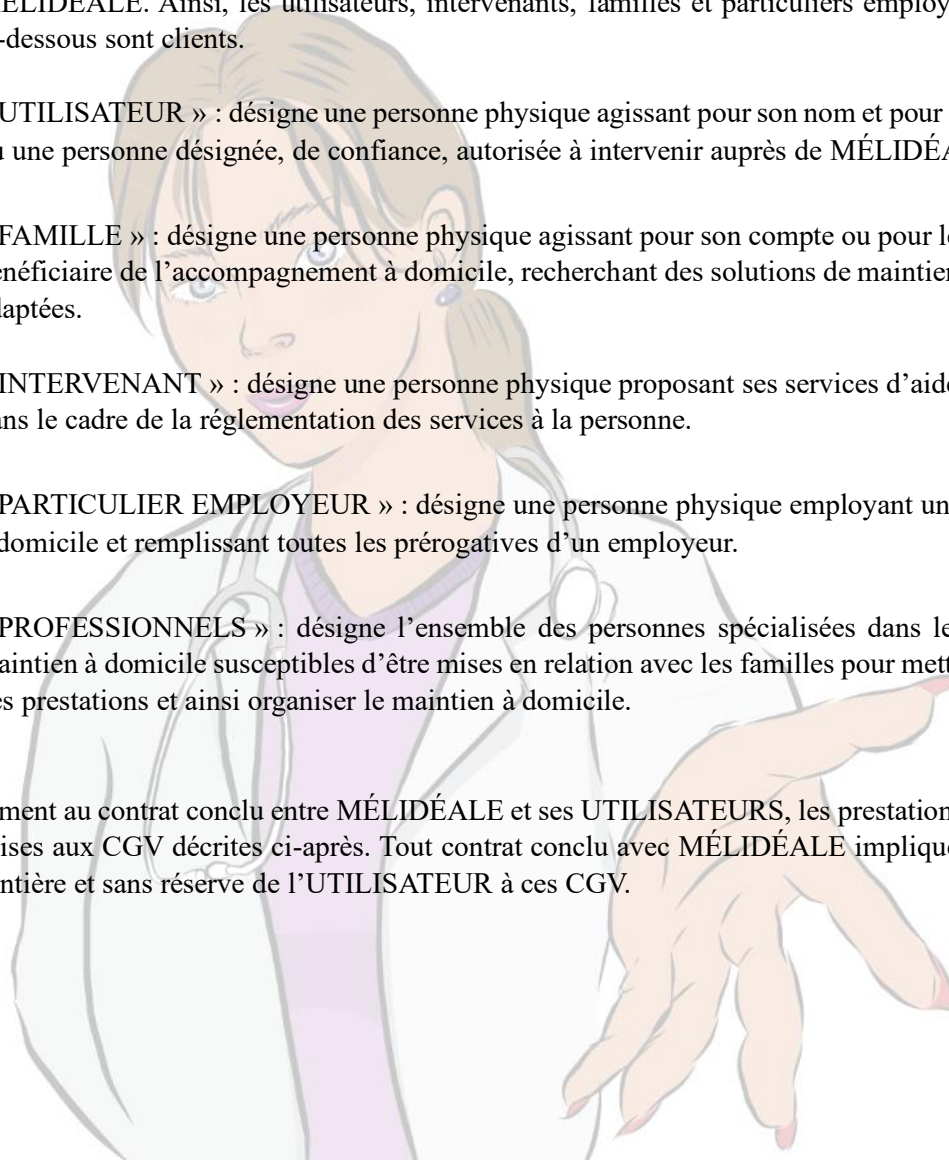 MÉLIDÉALE. Ainsi, les utilisateurs, intervenants, familles et particuliers employ
-dessous sont clients.
UTILISATEUR » : désigne une personne physique agissant pour son nom et pour
une personne désignée, de confiance, autorisée à intervenir auprès de MÉLIDÉA
FAMILLE » : désigne une personne physique agissant pour son compte ou pour le
énéficiaire de l’accompagnement à domicile, recherchant des solutions de maintien
daptées.
INTERVENANT » : désigne une personne physique proposant ses services d’aide
ans le cadre de la réglementation des services à la personne.
PARTICULIER EMPLOYEUR » : désigne une personne physique employant un
domicile et remplissant toutes les prérogatives d’un employeur.
PROFESSIONNELS » : désigne l’ensemble des personnes spécialisées dans le
aintien à domicile susceptibles d’être mises en relation avec les familles pour mett
es prestations et ainsi organiser le maintien à domicile.
ment au contrat conclu entre MÉLIDÉALE et ses UTILISATEURS, les prestation
ises aux CGV décrites ci-après. Tout contrat conclu avec MÉLIDÉALE implique
ntière et sans réserve de l’UTILISATEUR à ces CGV.